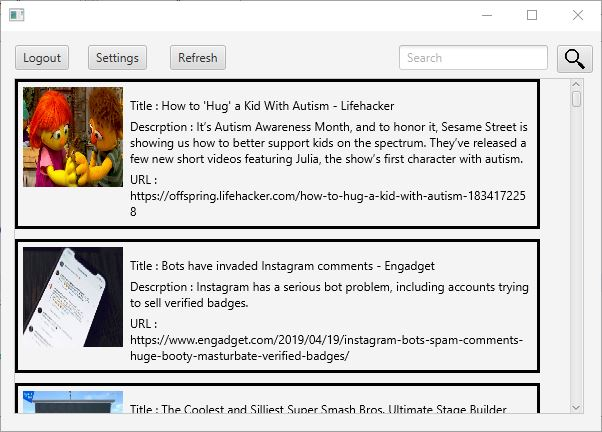 Logout Settings Refresh Search
Title : How to 'Hug' a Kid With Autism - Lifehacker
Descrption : It's Autism Awareness Month, and to honor it, Sesame Street is
showing us how to better support kids on the spectrum. They've released a
few new short videos featuring Julia, the show's first character with autism.
URL :
https://offspring.lifehacker.com/how-to-hug-a-kid-with-autism-183417225
8
Title : Bots have invaded Instagram comments - Engadget
Descrption : Instagram has a serious bot problem, including accounts trying
to sell verified badges.
URL :
https://www.engadget.com/2019/04/19/instagram-bots-spam-comments-
huge-booty-masturbate-verified-badges/
Title : The Coolest and Silliest Super Smash Bros. Ultimate Stage Builder